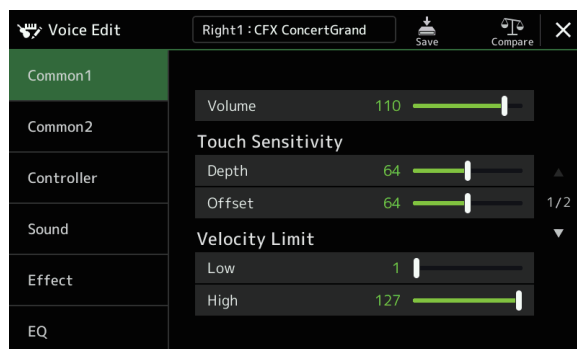 Voice Edit
Right1 : CFX ConcertGrand
Save
Compare
Common1
Common2
Controller
Sound
Effect
EQ
Volume 110
Touch Sensitivity
Depth 64
Offset 64
Velocity Limit
Low 1
High 127
1/2